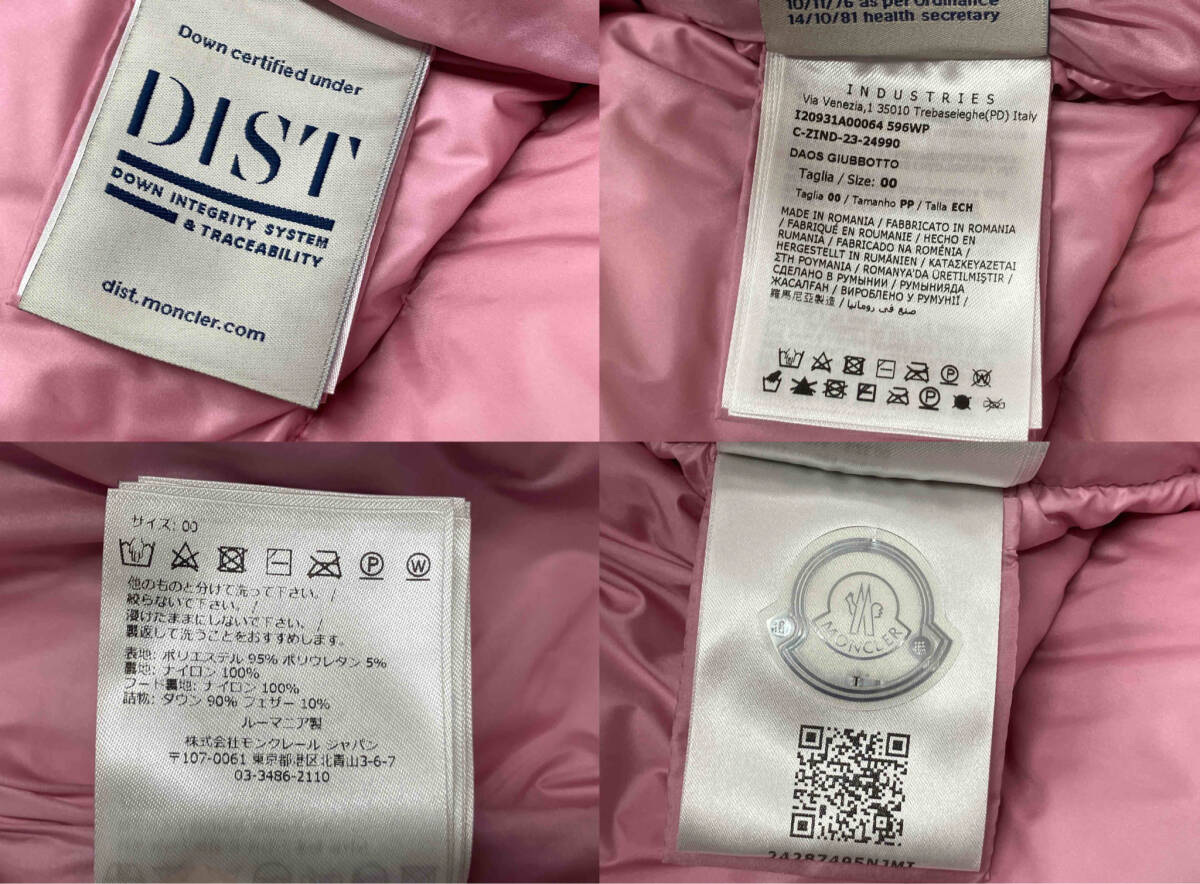 Down certified under
DIST
DOWN INTEGRITY SYSTEM
& TRACEABILITY
dist.moncler.com
10/11/76 as per ordinance
14/10/81 health secretary
INDUSTRIES
Via Venezia,1 35010 Trebaseleghe(PD) Italy
I20931A00064 596WP
C-ZIND-23-24990
DAOS GIUBBOTTO
Taglia / Size: 00
Taglia 00 / Tamanho PP / Talla ECH
MADE IN ROMANIA / FABBRICATO IN ROMANIA
/ FABRIQUÉ EN ROUMANIE / HECHO EN
RUMANIA / FABRICADO NA ROMÉNIA /
HERGESTELLT IN RUMÄNIEN / ΚΑΤΑΣΚΕΥΑΖΕΤΑΙ
ΣΤΗ ΡΟΥΜΑΝΙΑ / ROMANYA'DA ÜRETİLMİŞTİR /
СДЕЛАНО В РУМЫНИИ / РУМЫНИЯДА
ЖАСАЛҒАН / ВИРОБЛЕНО У РУМУНІЇ /
羅馬尼亞製造 / صنع في رومانيا
サイズ: 00
他のものと分けて洗って下さい。/
絞らないで下さい。/
浸けたままにしないで下さい。/
裏返して洗うことをおすすめします。
表地: ポリエステル 95% ポリウレタン 5%
裏地: ナイロン 100%
フード裏地: ナイロン 100%
詰物: ダウン 90% フェザー 10%
ルーマニア製
株式会社モンクレール ジャパン
〒107-0061 東京都港区北青山3-6-7
03-3486-2110
MONCLER
24287495NJMT